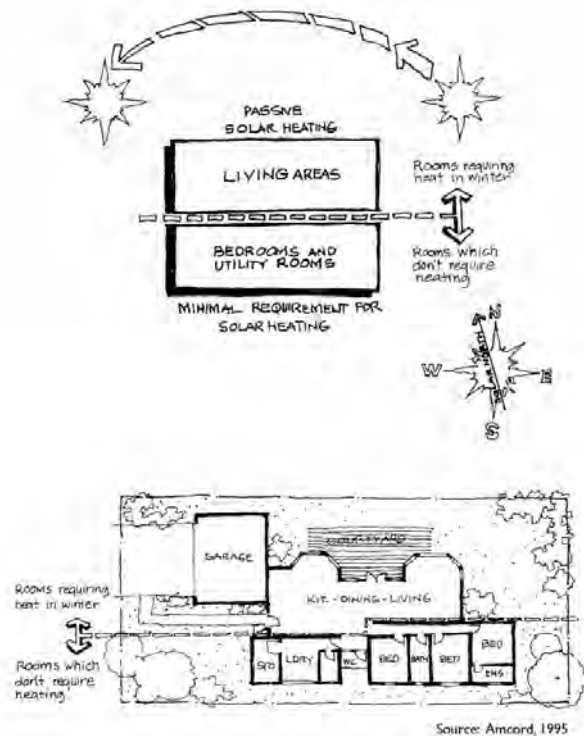 PASSIVE
SOLAR HEATING
LIVING AREAS
Rooms requiring
heat in winter
BEDROOMS AND
UTILITY ROOMS
Rooms which
don't require
heating
MINIMAL REQUIREMENT FOR
SOLAR HEATING
N
W
E
S
GARAGE
COURTYARD
KIT - DINING - LIVING
ROOMS requiring
heat in winter
Rooms which
don't require
heating
STO
LDRY
WC
BED
BATH
BED
BED
ENS
Source: Amcord, 1995